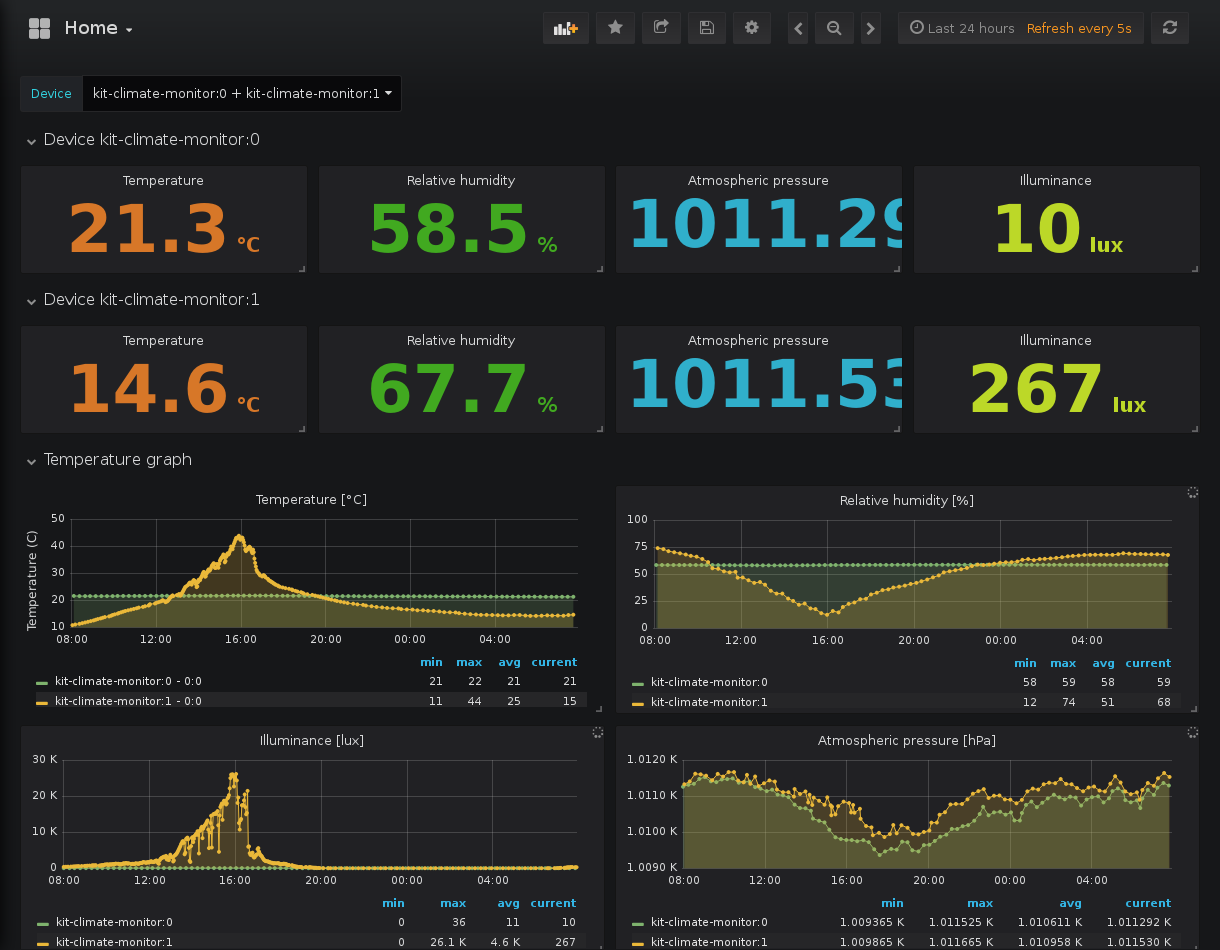 Home
Last 24 hours Refresh every 5s
Device kit-climate-monitor:0 + kit-climate-monitor:1
Device kit-climate-monitor:0
Temperature Relative humidity Atmospheric pressure Illuminance
21.3 °C 58.5 % 1011.29 10 lux
Device kit-climate-monitor:1
Temperature Relative humidity Atmospheric pressure Illuminance
14.6 °C 67.7 % 1011.53 267 lux
Temperature graph
Temperature [°C]
Temperature (C)
50
40
30
20
10
08:00 12:00 16:00 20:00 00:00 04:00
min max avg current
kit-climate-monitor:0 - 0:0 21 22 21 21
kit-climate-monitor:1 - 0:0 11 44 25 15
Relative humidity [%]
100
75
50
25
0
08:00 12:00 16:00 20:00 00:00 04:00
min max avg current
kit-climate-monitor:0 58 59 58 59
kit-climate-monitor:1 12 74 51 68
Illuminance [lux]
30 K
20 K
10 K
0
08:00 12:00 16:00 20:00 00:00 04:00
min max avg current
kit-climate-monitor:0 0 36 11 10
kit-climate-monitor:1 0 26.1 K 4.6 K 267
Atmospheric pressure [hPa]
1.0120 K
1.0110 K
1.0100 K
1.0090 K
08:00 12:00 16:00 20:00 00:00 04:00
min max avg current
kit-climate-monitor:0 1.009365 K 1.011525 K 1.010611 K 1.011292 K
kit-climate-monitor:1 1.009865 K 1.011665 K 1.010958 K 1.011530 K